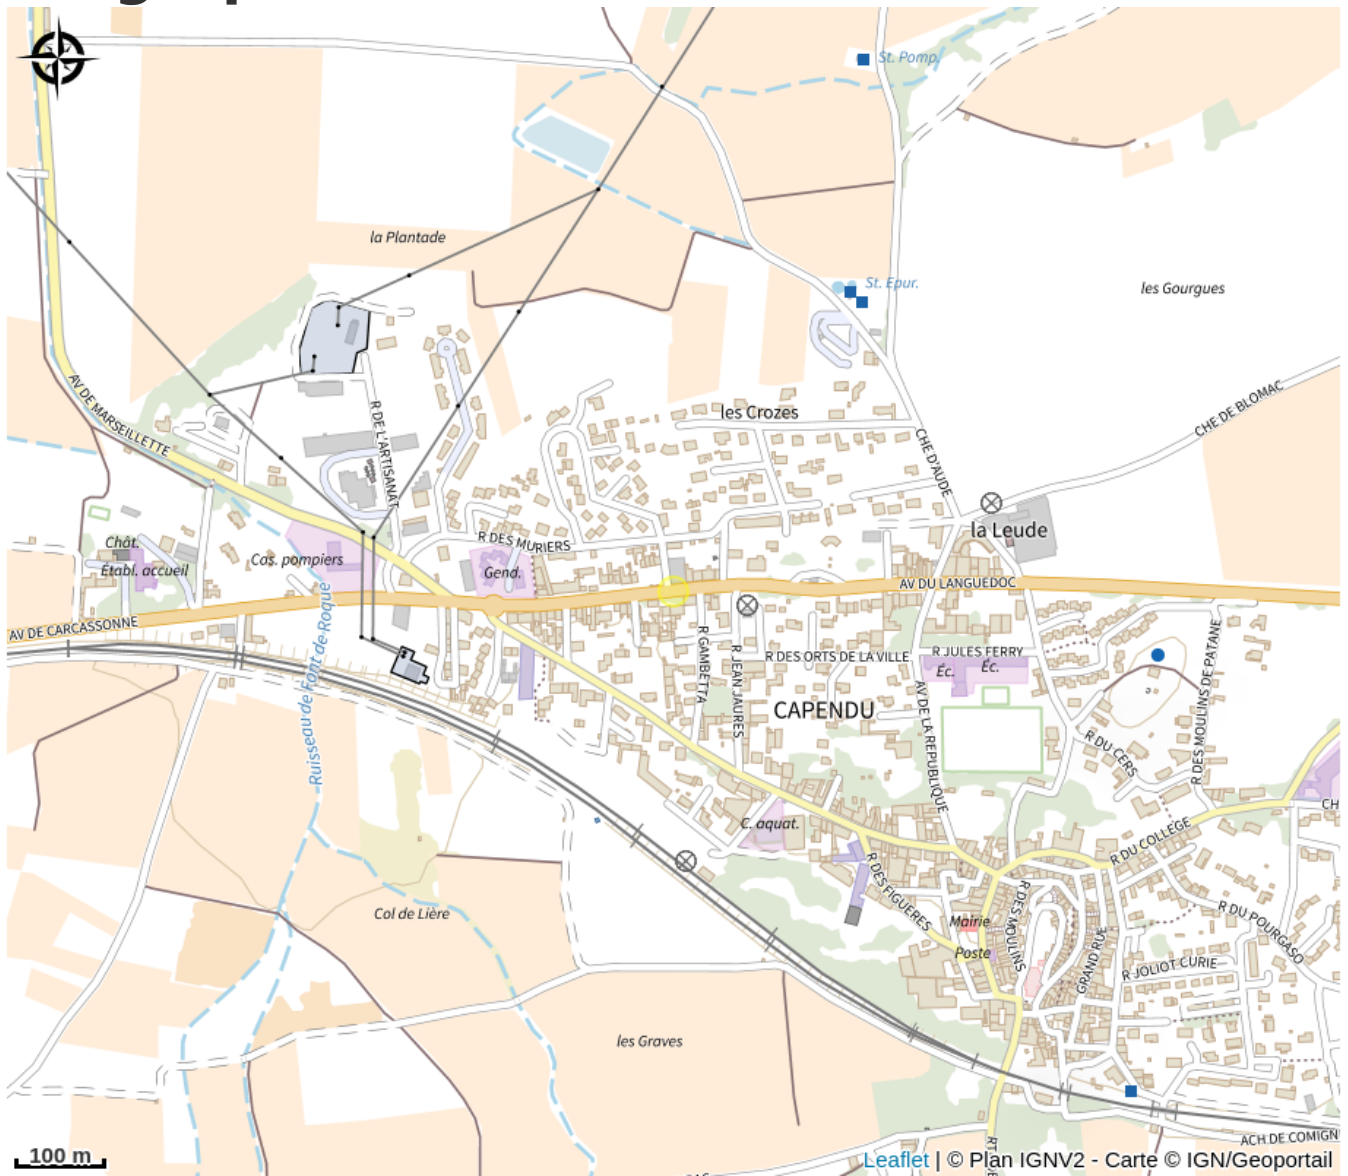 St. Pomp.
la Plantade
St. Epur.
les Gourgues
AV DE MARSEILLETTE
R DE L'ARTISANAT
les Crozes
CHE D'AUDE
CHE DE BLOMAC
la Leude
Chât.
Établ. accueil
Cas. pompiers
R DES MURIERS
Gend.
AV DU LANGUEDOC
AV DE CARCASSONNE
Ruisseau de Font de Roque
R GAMBETTA
R JEAN JAURES
R DES ORTS DE LA VILLE
R JULES FERRY
Éc.
Éc.
CAPENDU
AV DE LA REPUBLIQUE
R DES MOULINS DE PATANE
R DU CERS
C. aquat.
R DU COLLEGE
CH
R DES FIGUERES
Col de Lière
Mairie
R DES MOULINS
Poste
GRAND RUE
R DU POURGASO
R JOLIOT CURIE
les Graves
ACH DE COMIGN
100 m
Leaflet | © Plan IGNV2 - Carte © IGN/Geoportail